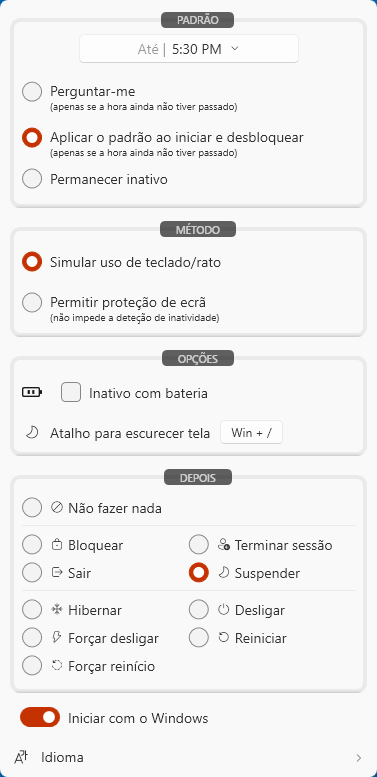 PADRÃO
Até | 5:30 PM
Perguntar-me
(apenas se a hora ainda não tiver passado)
Aplicar o padrão ao iniciar e desbloquear
(apenas se a hora ainda não tiver passado)
Permanecer inativo
MÉTODO
Simular uso de teclado/rato
Permitir proteção de ecrã
(não impede a deteção de inatividade)
OPÇÕES
Inativo com bateria
Atalho para escurecer tela Win + /
DEPOIS
Não fazer nada
Bloquear Terminar sessão
Sair Suspender
Hibernar Desligar
Forçar desligar Reiniciar
Forçar reinício
Iniciar com o Windows
Idioma